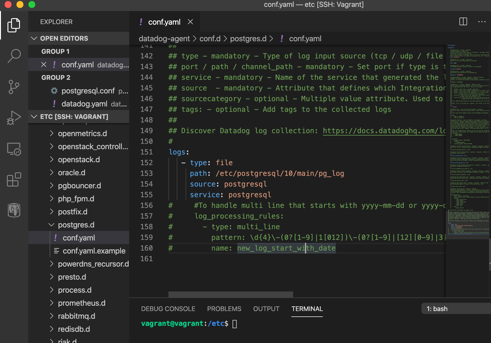 conf.yaml — etc [SSH: Vagrant]
EXPLORER
OPEN EDITORS
GROUP 1
conf.yaml datadog...
GROUP 2
postgresql.conf p...
datadog.yaml dat...
ETC [SSH: VAGRANT]
openmetrics.d
openstack_controll...
openstack.d
oracle.d
pgbouncer.d
php_fpm.d
postfix.d
postgres.d
conf.yaml
conf.yaml.example
powerdns_recursor.d
presto.d
process.d
prometheus.d
rabbitmq.d
redisdb.d
riak.d
conf.yaml
datadog-agent > conf.d > postgres.d > conf.yaml
141 ##
142 ## type - mandatory - Type of log input source (tcp / udp / file
143 ## port / path / channel_path - mandatory - Set port if type is
144 ## service - mandatory - Name of the service that generated the l
145 ## source - mandatory - Attribute that defines which Integration
146 ## sourcecategory - optional - Multiple value attribute. Used to
147 ## tags: - optional - Add tags to the collected logs
148 ##
149 ## Discover Datadog log collection: https://docs.datadoghq.com/lo
150 #
151 logs:
152 - type: file
153 path: /etc/postgresql/10/main/pg_log
154 source: postgresql
155 service: postgresql
156 # #To handle multi line that starts with yyyy-mm-dd or yyyy-
157 # log_processing_rules:
158 # - type: multi_line
159 # pattern: \d{4}\-(0?[1-9]|1[012])\-(0?[1-9]|[12][0-9]|3
160 # name: new_log_start_with_date
161
DEBUG CONSOLE PROBLEMS OUTPUT TERMINAL 1: bash
vagrant@vagrant:/etc$